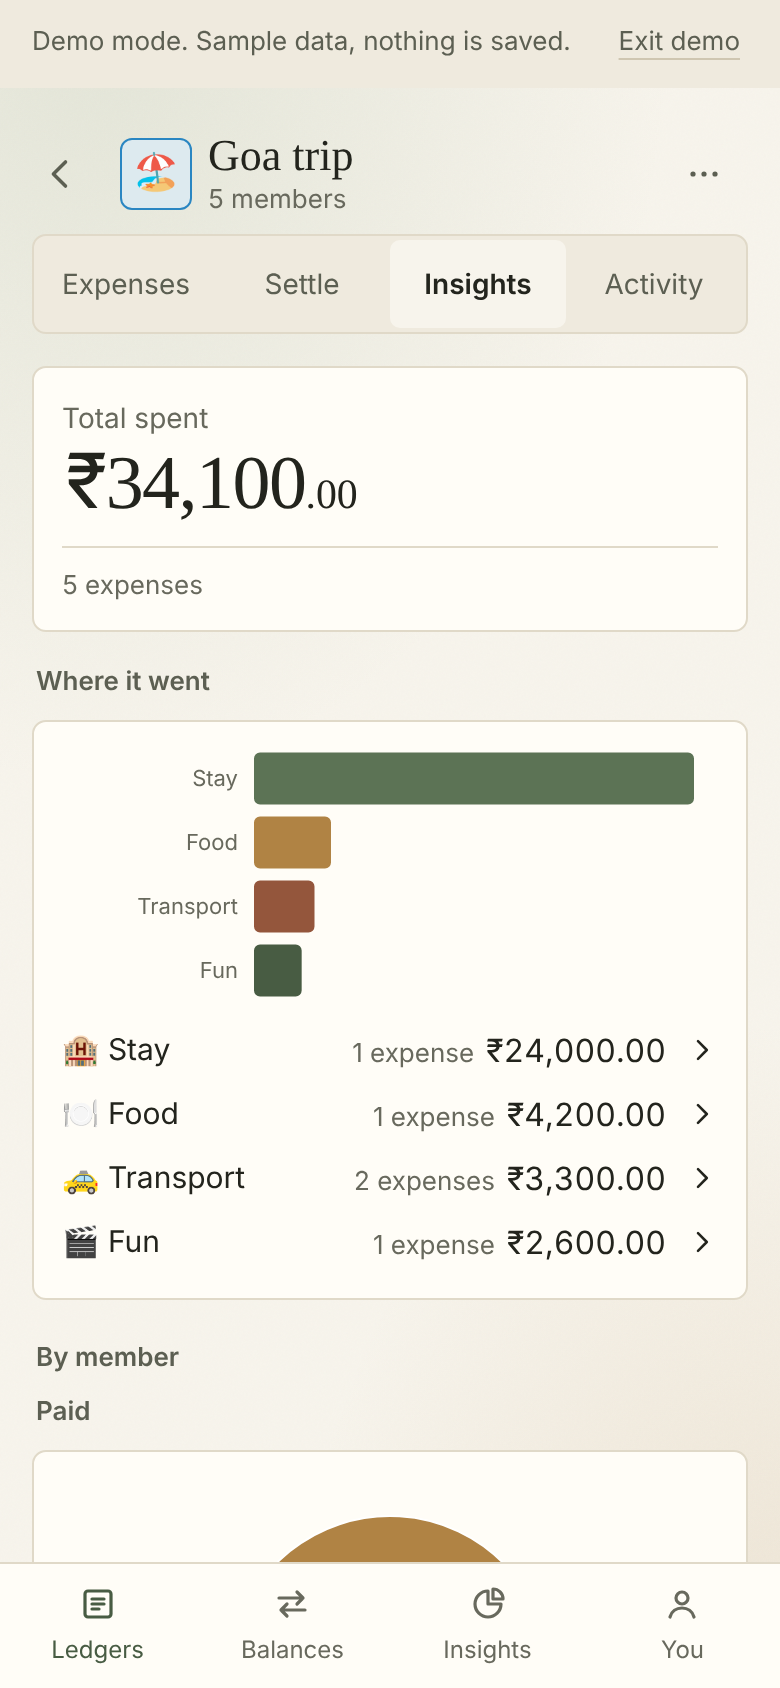 Demo mode. Sample data, nothing is saved. Exit demo
Goa trip
5 members
Expenses Settle Insights Activity
Total spent
₹34,100.00
5 expenses
Where it went
Stay
Food
Transport
Fun
Stay 1 expense ₹24,000.00
Food 1 expense ₹4,200.00
Transport 2 expenses ₹3,300.00
Fun 1 expense ₹2,600.00
By member
Paid
Ledgers Balances Insights You